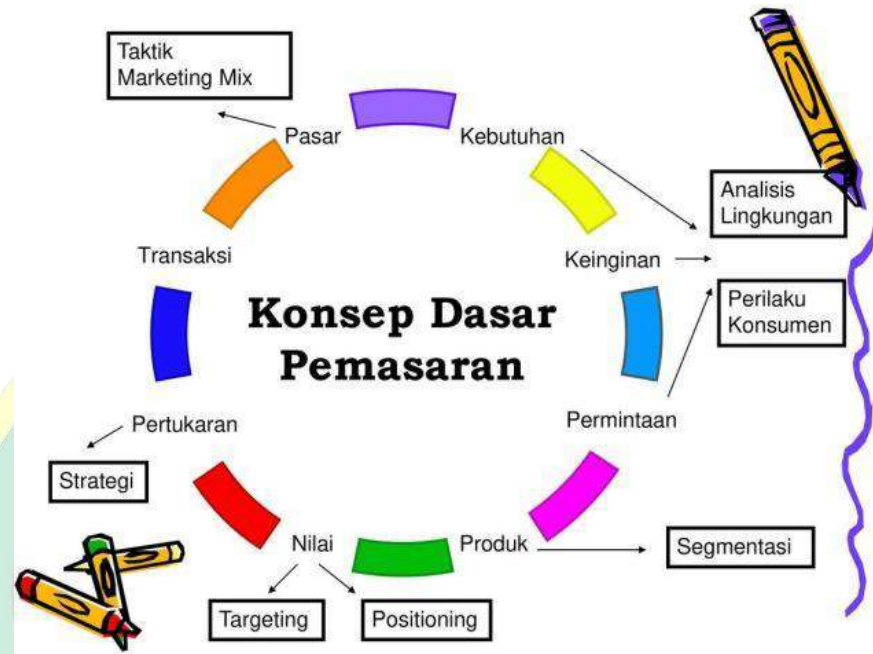 Taktik
Marketing Mix
Pasar
Kebutuhan
Analisis
Lingkungan
Transaksi
Keinginan
Konsep Dasar
Pemasaran
Perilaku
Konsumen
Pertukaran
Permintaan
Strategi
Nilai
Produk
Segmentasi
Targeting
Positioning